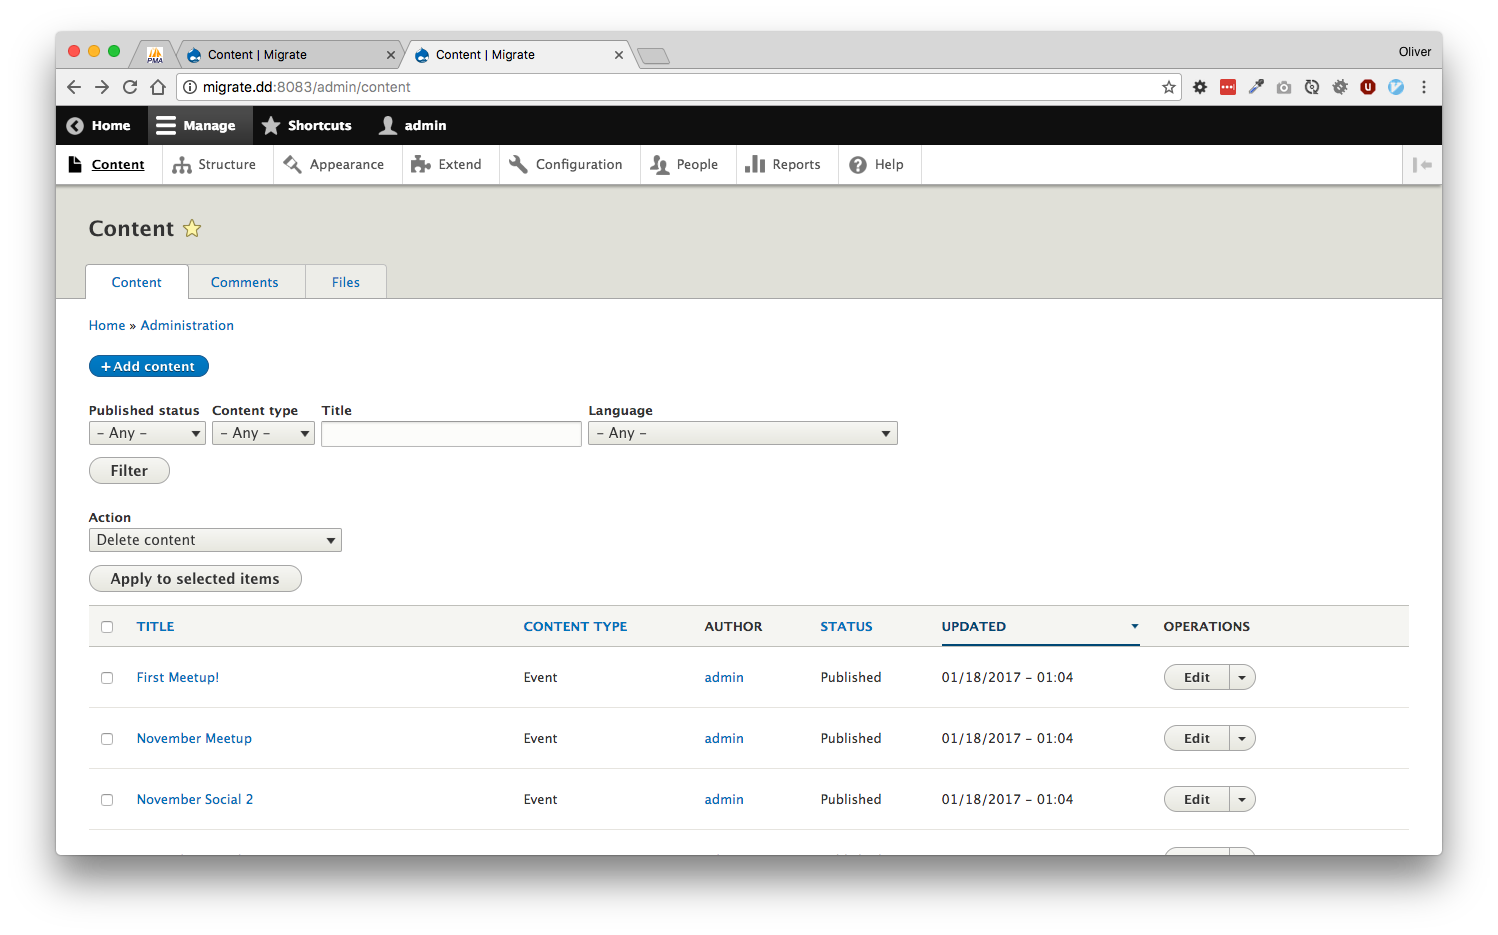 PMA
Content | Migrate
Content | Migrate
Oliver
migrate.dd:8083/admin/content
Home
Manage
Shortcuts
admin
Content
Structure
Appearance
Extend
Configuration
People
Reports
Help
Content
Content
Comments
Files
Home » Administration
+ Add content
Published status Content type Title Language
- Any - - Any - - Any -
Filter
Action
Delete content
Apply to selected items
TITLE CONTENT TYPE AUTHOR STATUS UPDATED OPERATIONS
First Meetup! Event admin Published 01/18/2017 - 01:04 Edit
November Meetup Event admin Published 01/18/2017 - 01:04 Edit
November Social 2 Event admin Published 01/18/2017 - 01:04 Edit